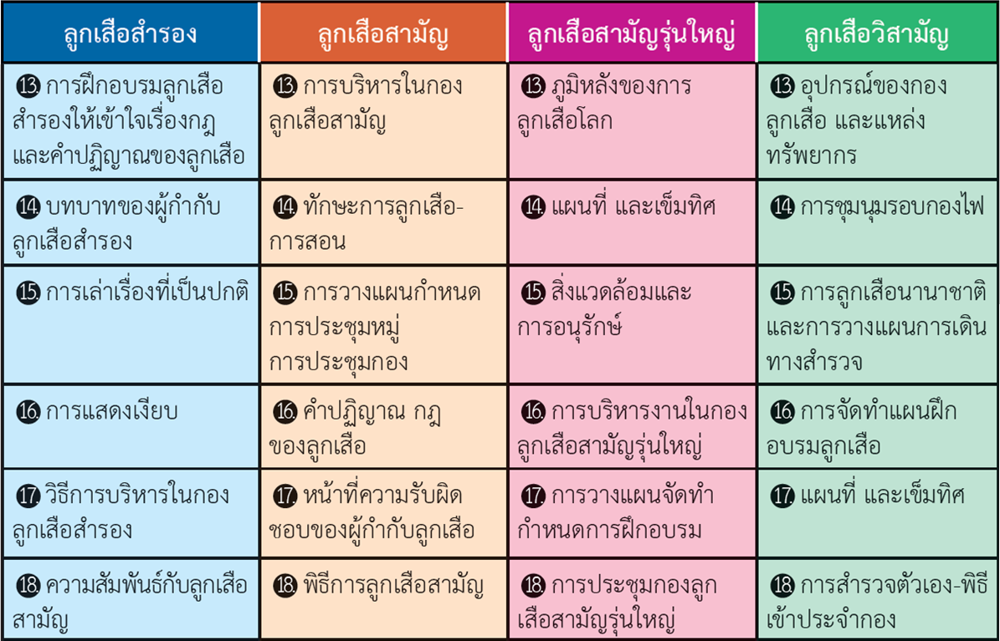 ลูกเสือสำรอง
ลูกเสือสามัญ
ลูกเสือสามัญรุ่นใหญ่
ลูกเสือวิสามัญ
13. การฝึกอบรมลูกเสือ
สำรองให้เข้าใจเรื่องกฎ
และคำปฏิญาณของลูกเสือ
13. การบริหารในกอง
ลูกเสือสามัญ
13. ภูมิหลังของการ
ลูกเสือโลก
13. อุปกรณ์ของกอง
ลูกเสือ และแหล่ง
ทรัพยากร
14. บทบาทของผู้กำกับ
ลูกเสือสำรอง
14. ทักษะการลูกเสือ-
การสอน
14. แผนที่ และเข็มทิศ
14. การชุมนุมรอบกองไฟ
15. การเล่าเรื่องที่เป็นปกติ
15. การวางแผนกำหนด
การประชุมหมู่
การประชุมกอง
15. สิ่งแวดล้อมและ
การอนุรักษ์
15. การลูกเสือนานาชาติ
และการวางแผนการเดิน
ทางสำรวจ
16. การแสดงเงียบ
16. คำปฏิญาณ กฎ
ของลูกเสือ
16. การบริหารงานในกอง
ลูกเสือสามัญรุ่นใหญ่
16. การจัดทำแผนฝึก
อบรมลูกเสือ
17. วิธีการบริหารในกอง
ลูกเสือสำรอง
17. หน้าที่ความรับผิด
ชอบของผู้กำกับลูกเสือ
17. การวางแผนจัดทำ
กำหนดการฝึกอบรม
17. แผนที่ และเข็มทิศ
18. ความสัมพันธ์กับลูกเสือ
สามัญ
18. พิธีการลูกเสือสามัญ
18. การประชุมกองลูก
เสือสามัญรุ่นใหญ่
18. การสำรวจตัวเอง-พิธี
เข้าประจำกอง